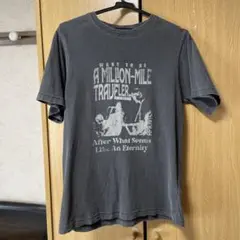 WANT TO BE
A MILLION-MILE
TRAVELER
After What Seems
Like An Eternity